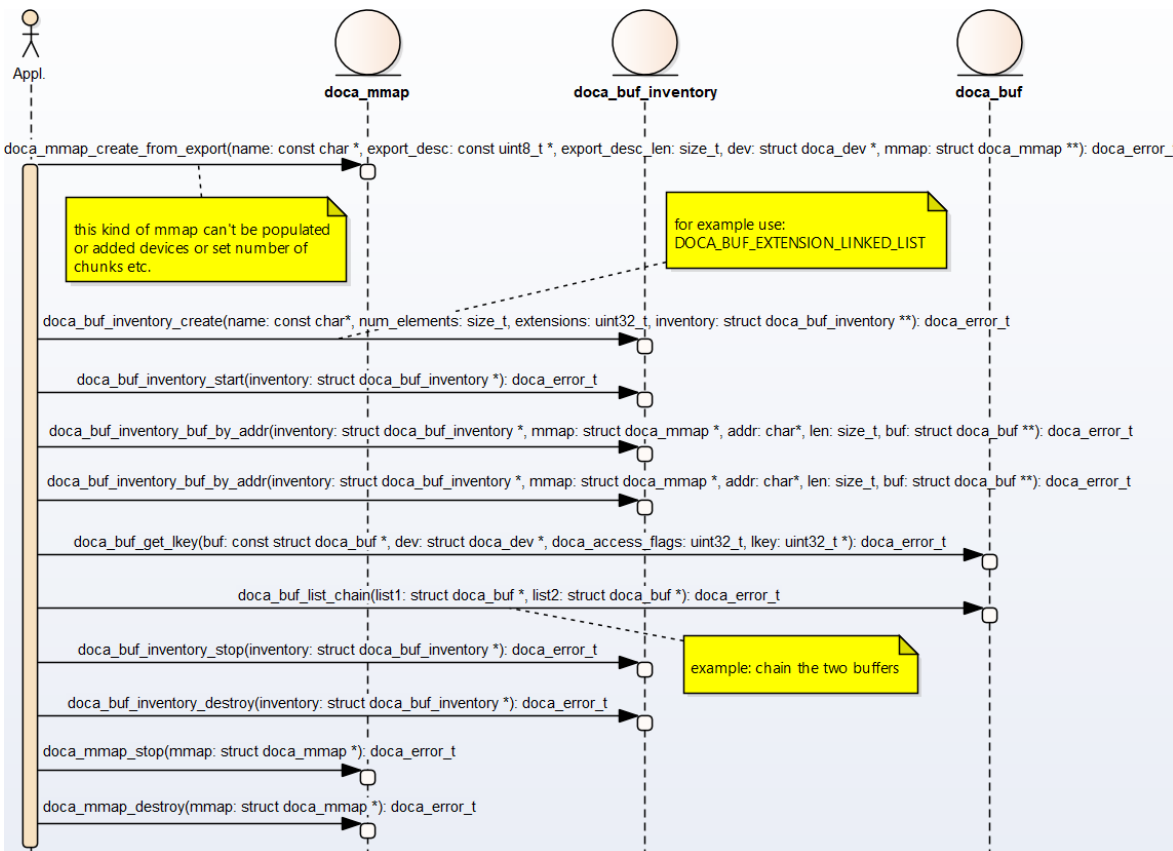 Appl.
doca_mmap
doca_buf_inventory
doca_buf
doca_mmap_create_from_export(name: const char *, export_desc: const uint8_t *, export_desc_len: size_t, dev: struct doca_dev *, mmap: struct doca_mmap **): doca_error_
this kind of mmap can't be populated
or added devices or set number of
chunks etc.
for example use:
DOCA_BUF_EXTENSION_LINKED_LIST
doca_buf_inventory_create(name: const char*, num_elements: size_t, extensions: uint32_t, inventory: struct doca_buf_inventory **): doca_error_t
doca_buf_inventory_start(inventory: struct doca_buf_inventory *): doca_error_t
doca_buf_inventory_buf_by_addr(inventory: struct doca_buf_inventory *, mmap: struct doca_mmap *, addr: char*, len: size_t, buf: struct doca_buf **): doca_error_t
doca_buf_inventory_buf_by_addr(inventory: struct doca_buf_inventory *, mmap: struct doca_mmap *, addr: char*, len: size_t, buf: struct doca_buf **): doca_error_t
doca_buf_get_lkey(buf: const struct doca_buf *, dev: struct doca_dev *, doca_access_flags: uint32_t, lkey: uint32_t *): doca_error_t
doca_buf_list_chain(list1: struct doca_buf *, list2: struct doca_buf *): doca_error_t
doca_buf_inventory_stop(inventory: struct doca_buf_inventory *): doca_error_t
example: chain the two buffers
doca_buf_inventory_destroy(inventory: struct doca_buf_inventory *): doca_error_t
doca_mmap_stop(mmap: struct doca_mmap *): doca_error_t
doca_mmap_destroy(mmap: struct doca_mmap *): doca_error_t